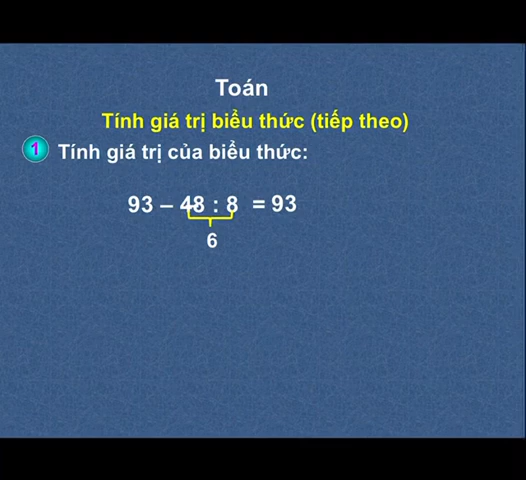 Toán
Tính giá trị biểu thức (tiếp theo)
1 Tính giá trị của biểu thức:
93 – 48 : 8 = 93
6